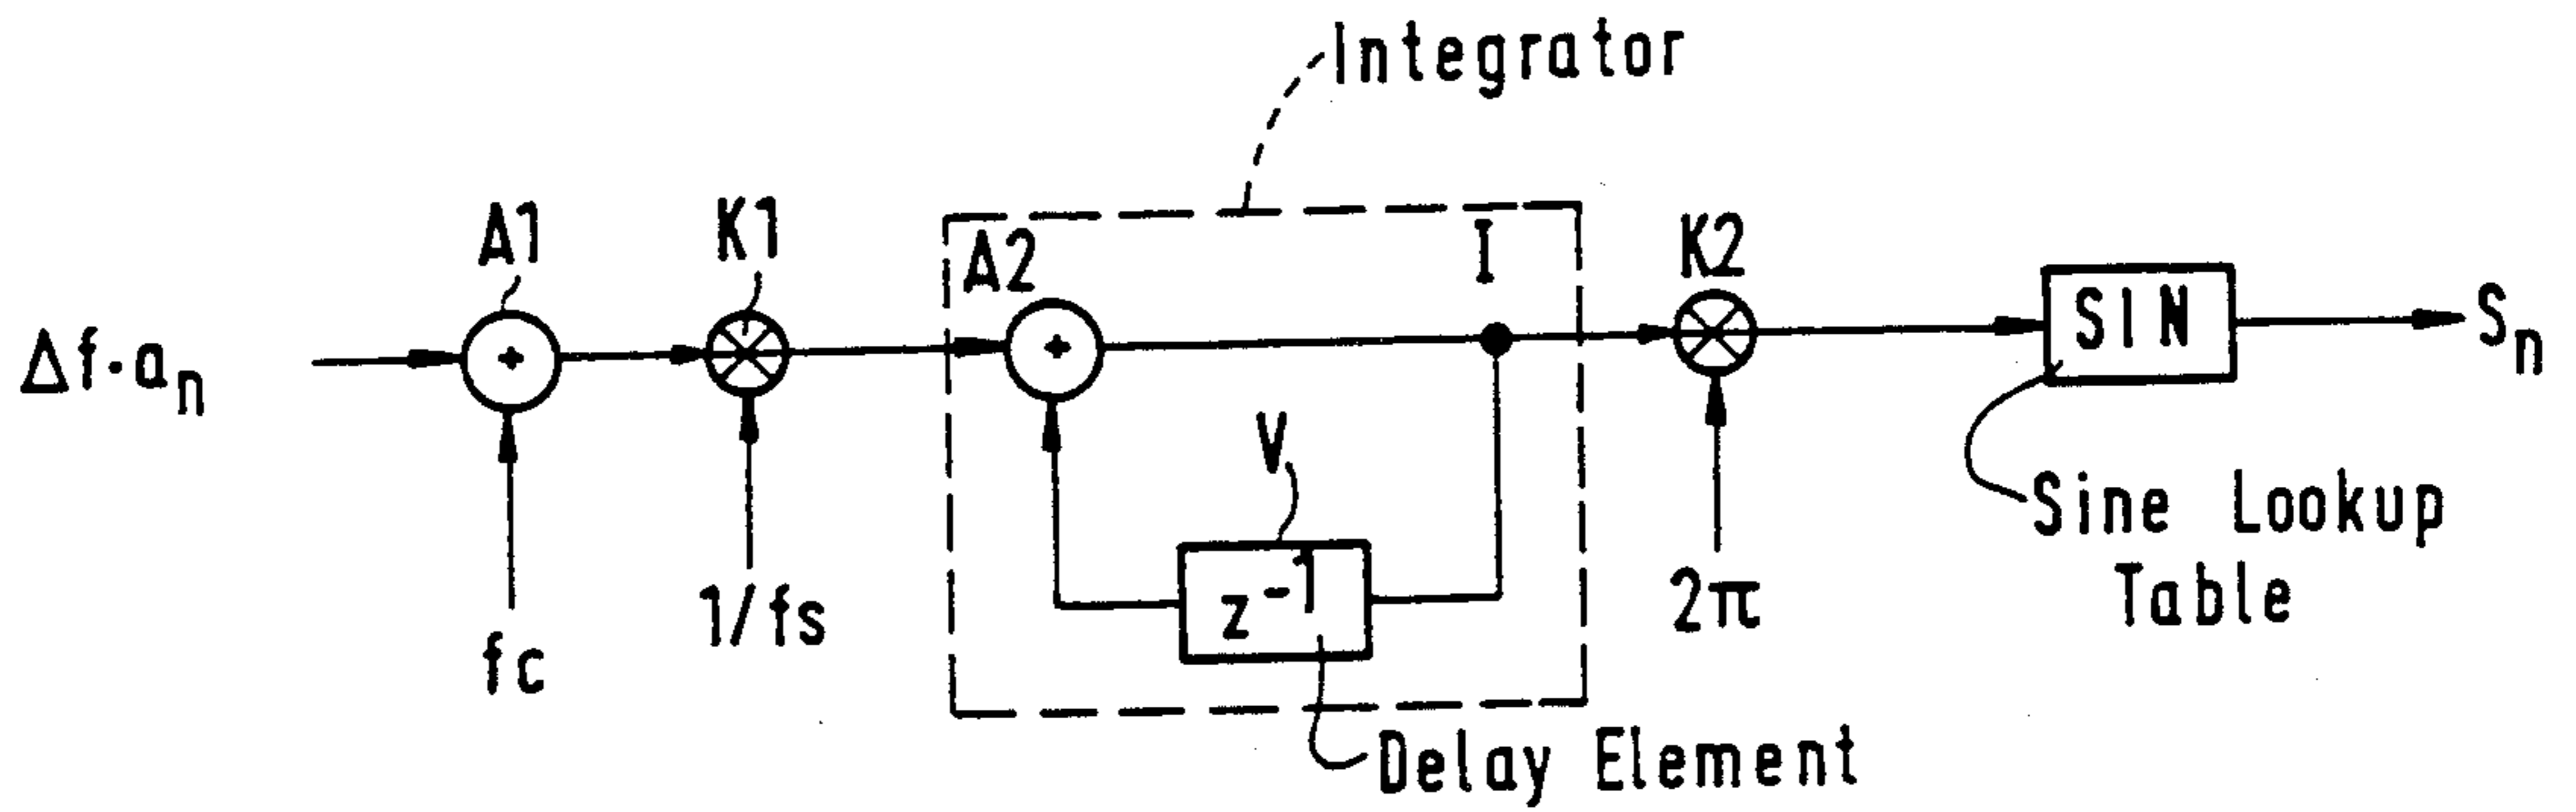 Integrator
A1
K1
A2
I
K2
Δf·aₙ
+
+
SIN
Sₙ
V
z⁻¹
fc
1/fs
2π
Sine Lookup
Table
Delay Element